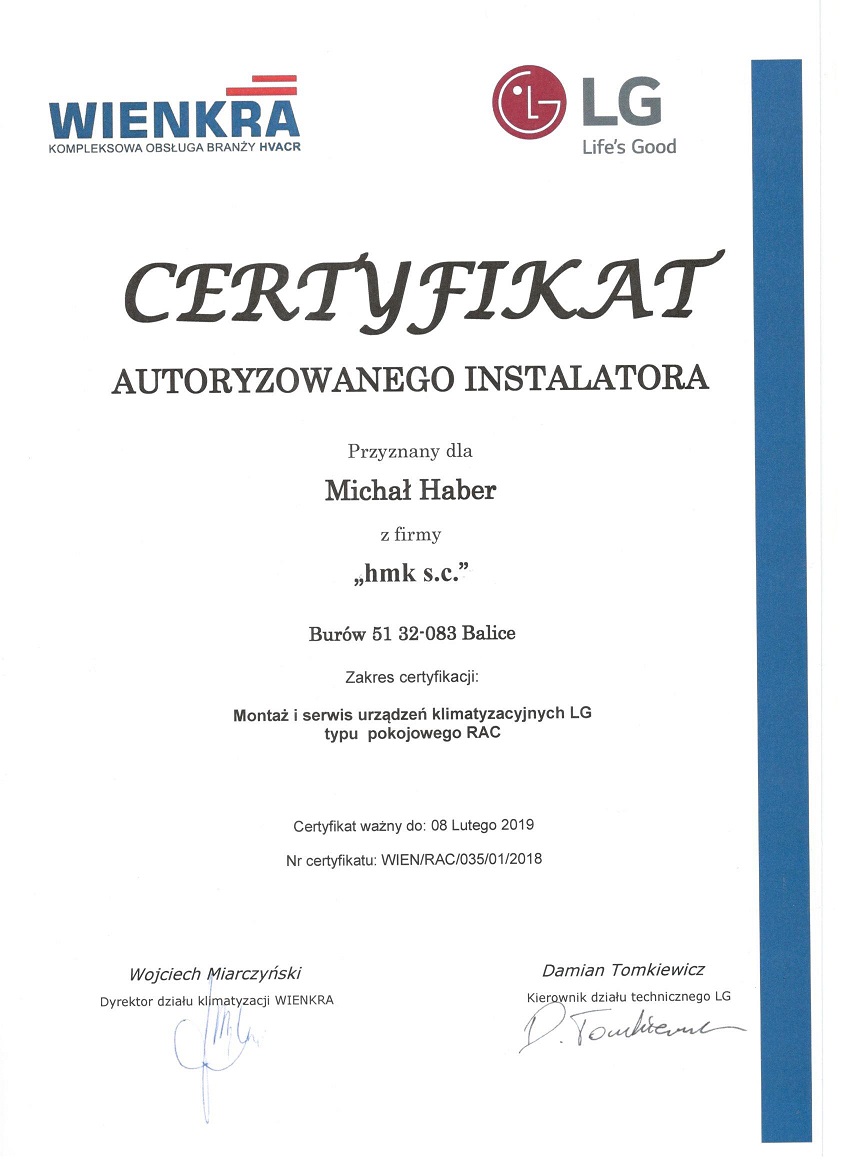 WIENKRA
KOMPLEKSOWA OBSŁUGA BRANŻY HVACR
LG
Life's Good
CERTYFIKAT
AUTORYZOWANEGO INSTALATORA
Przyznany dla
Michał Haber
z firmy
„hmk s.c.”
Burów 51 32-083 Balice
Zakres certyfikacji:
Montaż i serwis urządzeń klimatyzacyjnych LG
typu pokojowego RAC
Certyfikat ważny do: 08 Lutego 2019
Nr certyfikatu: WIEN/RAC/035/01/2018
Wojciech Miarczyński
Dyrektor działu klimatyzacji WIENKRA
Damian Tomkiewicz
Kierownik działu technicznego LG
D. Tomkiewicz